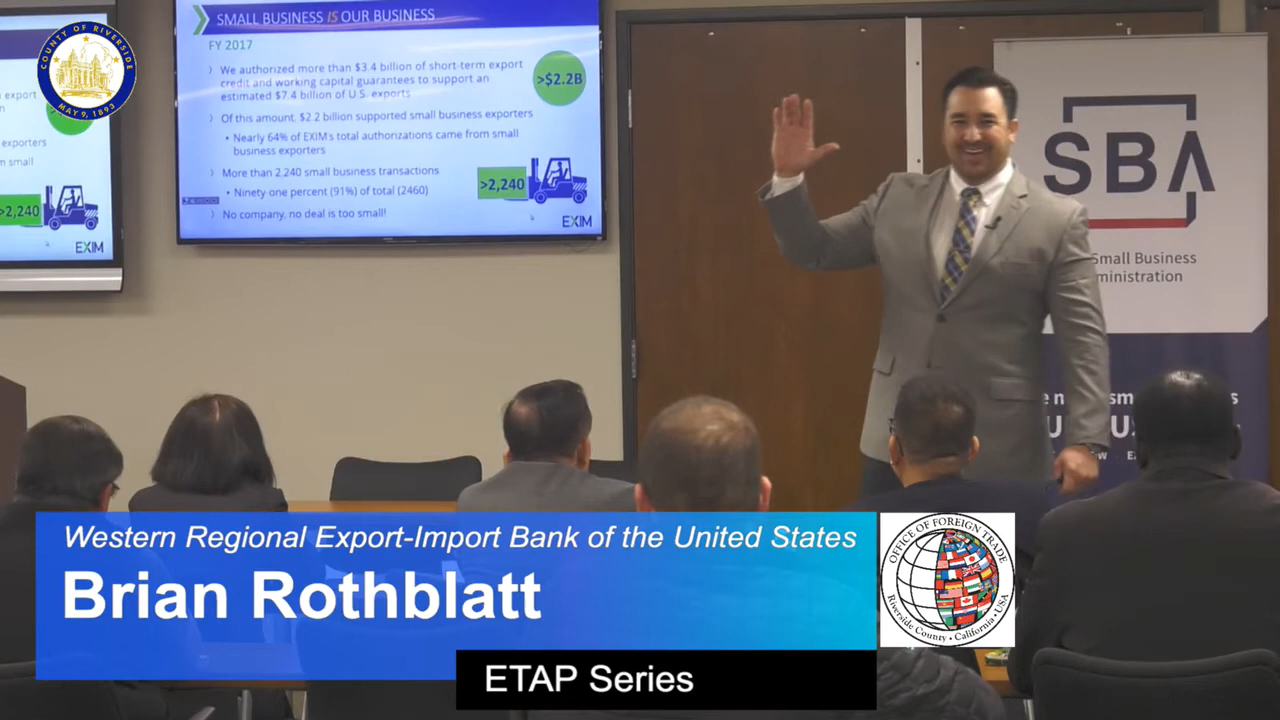 COUNTY OF RIVERSIDE
MAY 9, 1893
export
m small
>2,240
EXIM
SMALL BUSINESS IS OUR BUSINESS
FY 2017
We authorized more than $3.4 billion of short-term export
credit and working capital guarantees to support an
estimated $7.4 billion of U.S. exports
>$2.2B
Of this amount, $2.2 billion supported small business exporters
• Nearly 64% of EXIM's total authorizations came from small
business exporters
More than 2,240 small business transactions
>2,240
• Ninety-one percent (91%) of total (2460)
No company, no deal is too small!
EXIM
SBA
Small Business
ministration
Western Regional Export-Import Bank of the United States
Brian Rothblatt
ETAP Series
OFFICE OF FOREIGN TRADE
Riverside County • California • USA